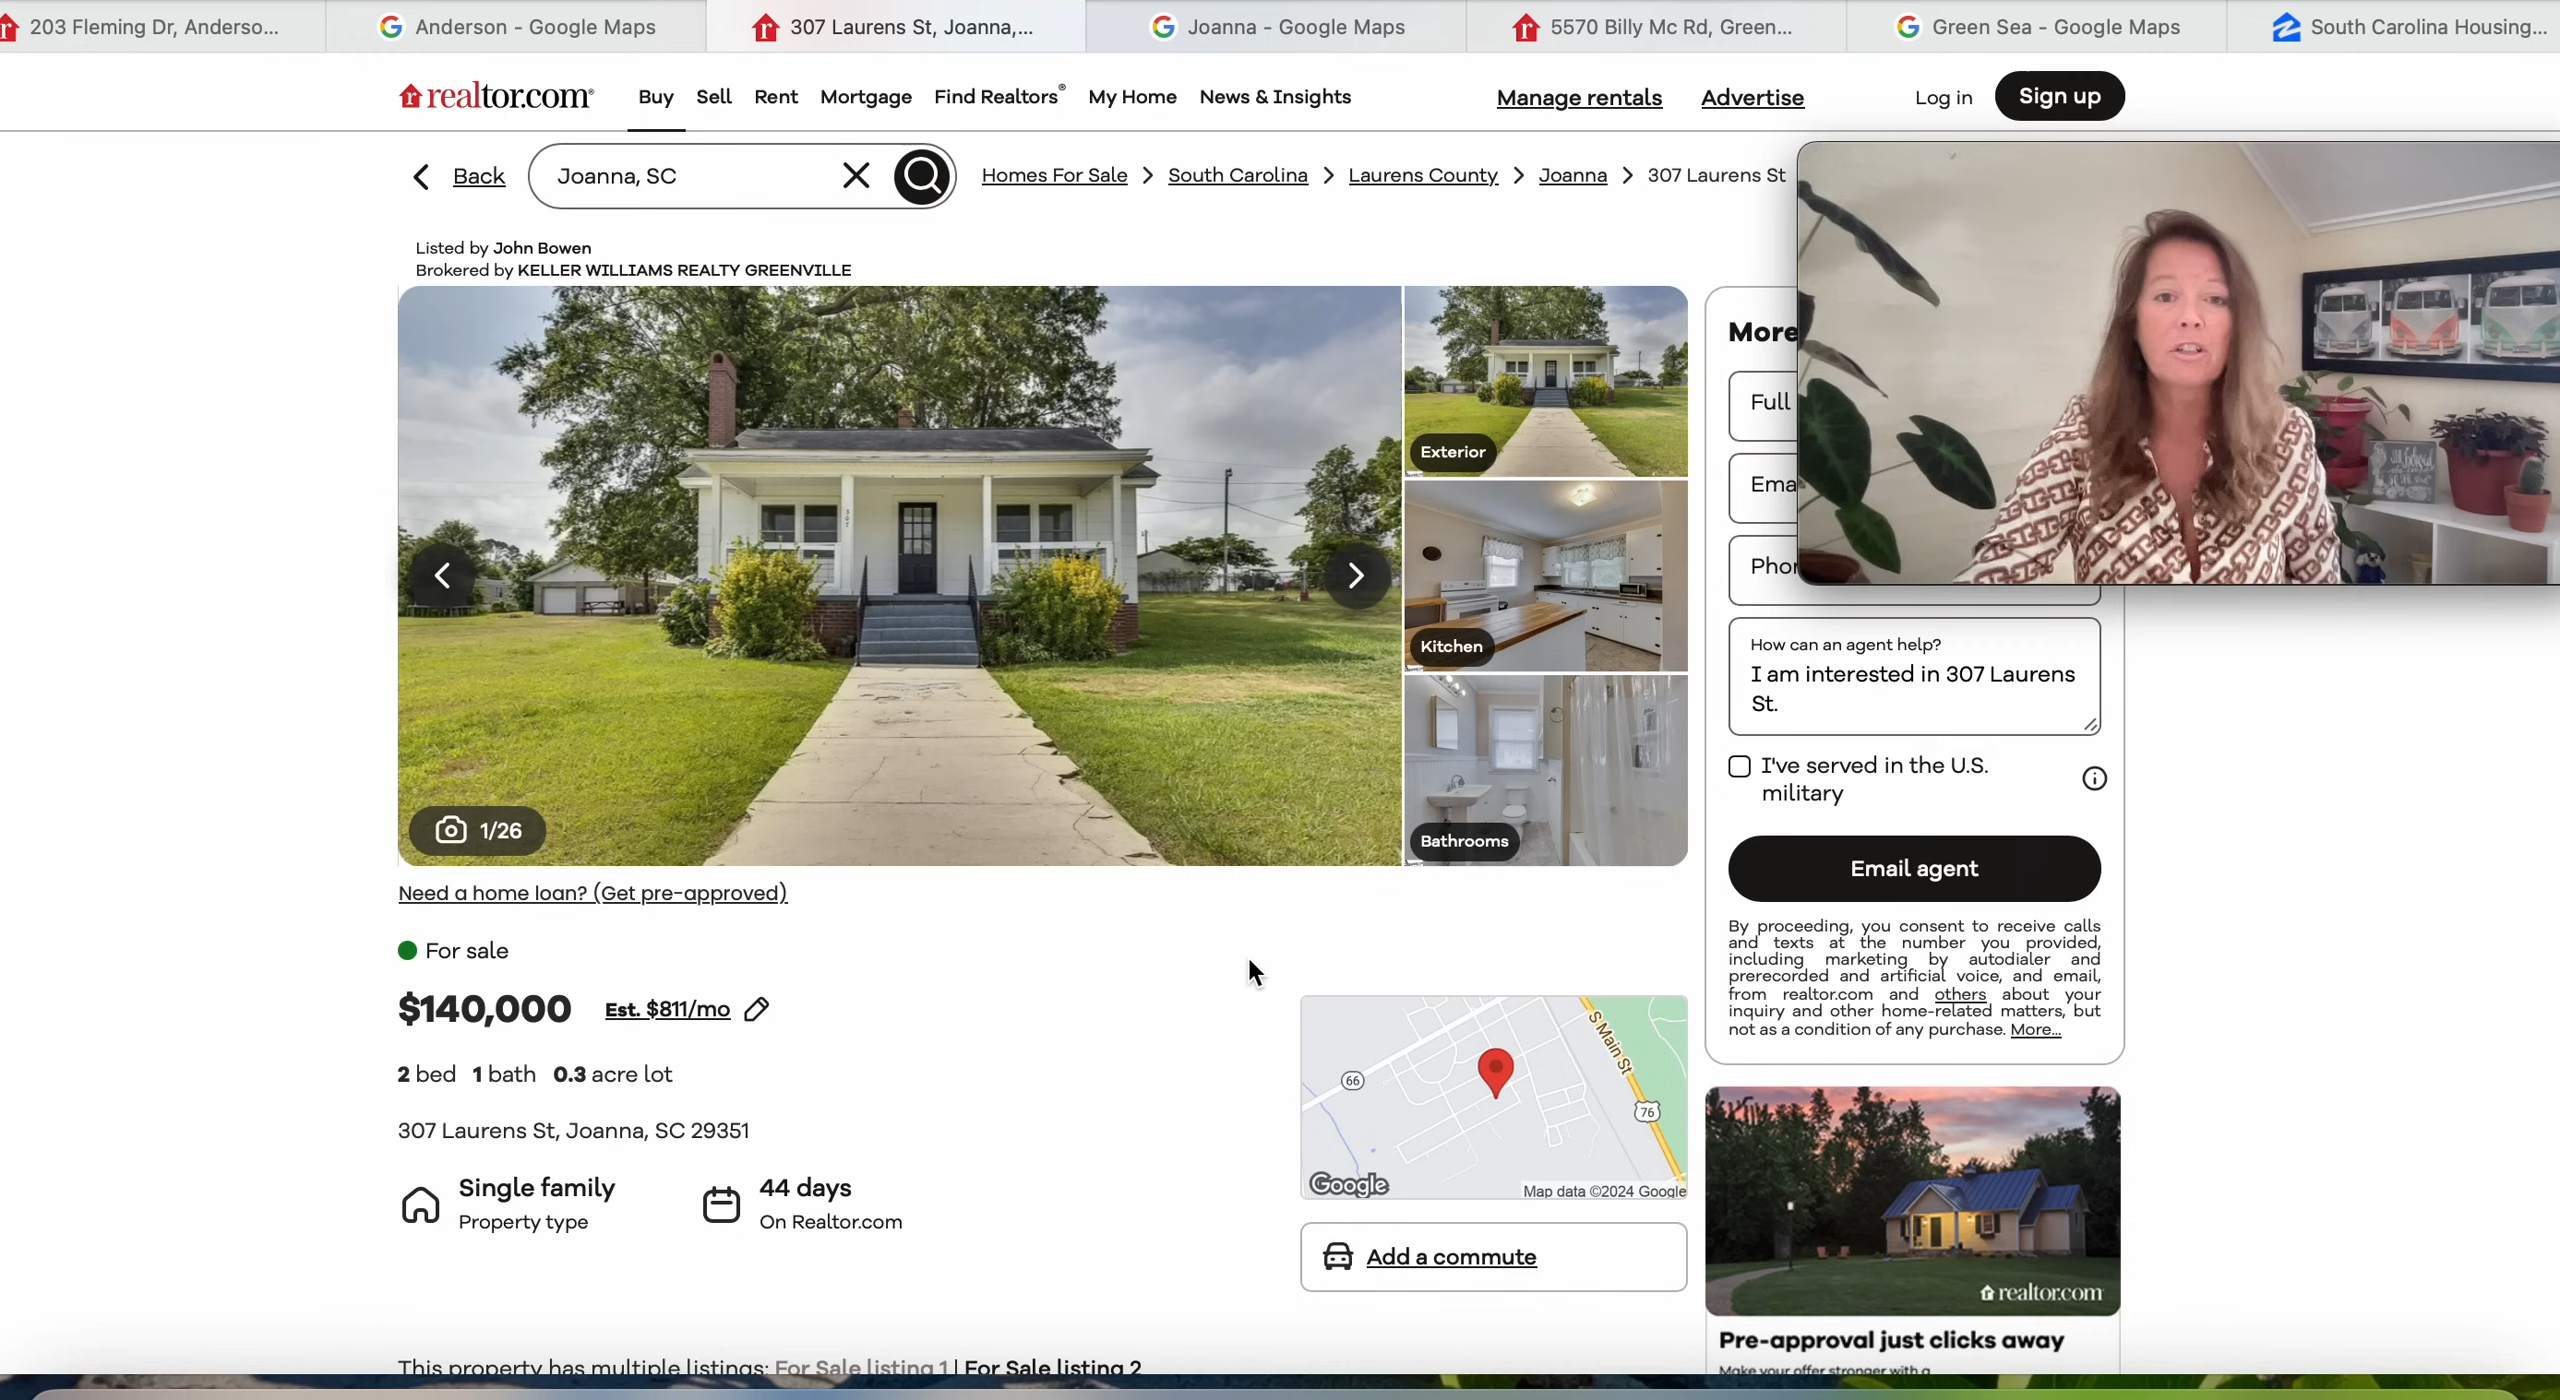 203 Fleming Dr, Anderso...
Anderson - Google Maps
307 Laurens St, Joanna,...
Joanna - Google Maps
5570 Billy Mc Rd, Green...
Green Sea - Google Maps
South Carolina Housing...
realtor.com®
Buy
Sell
Rent
Mortgage
Find Realtors®
My Home
News & Insights
Manage rentals
Advertise
Log in
Sign up
Back
Joanna, SC
Homes For Sale > South Carolina > Laurens County > Joanna > 307 Laurens St
Listed by John Bowen
Brokered by KELLER WILLIAMS REALTY GREENVILLE
307
Exterior
Kitchen
Bathrooms
1/26
More
Full
Ema
Phon
How can an agent help?
I am interested in 307 Laurens
St.
I've served in the U.S.
military
Email agent
By proceeding, you consent to receive calls
and texts at the number you provided,
including marketing by autodialer and
prerecorded and artificial voice, and email,
from realtor.com and others about your
inquiry and other home-related matters, but
not as a condition of any purchase. More...
Need a home loan? (Get pre-approved)
For sale
$140,000
Est. $811/mo
2 bed 1 bath 0.3 acre lot
307 Laurens St, Joanna, SC 29351
Single family
Property type
44 days
On Realtor.com
66
S Main St
76
Google
Map data ©2024 Google
Add a commute
realtor.com
Pre-approval just clicks away
Make your offer stronger with a
This property has multiple listings: For Sale listing 1 | For Sale listing 2